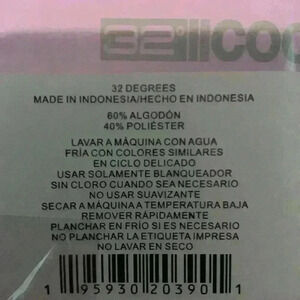 32° COO
32 DEGREES
MADE IN INDONESIA/HECHO EN INDONESIA
60% ALGODÓN
40% POLIÉSTER
LAVAR A MÁQUINA CON AGUA
FRÍA CON COLORES SIMILARES
EN CICLO DELICADO
USAR SOLAMENTE BLANQUEADOR
SIN CLORO CUANDO SEA NECESARIO
NO USAR SUAVIZANTE
SECAR A MÁQUINA A TEMPERATURA BAJA
REMOVER RÁPIDAMENTE
PLANCHAR EN FRÍO SI ES NECESARIO
NO PLANCHAR LA ETIQUETA IMPRESA
NO LAVAR EN SECO
1 95930 20390 1